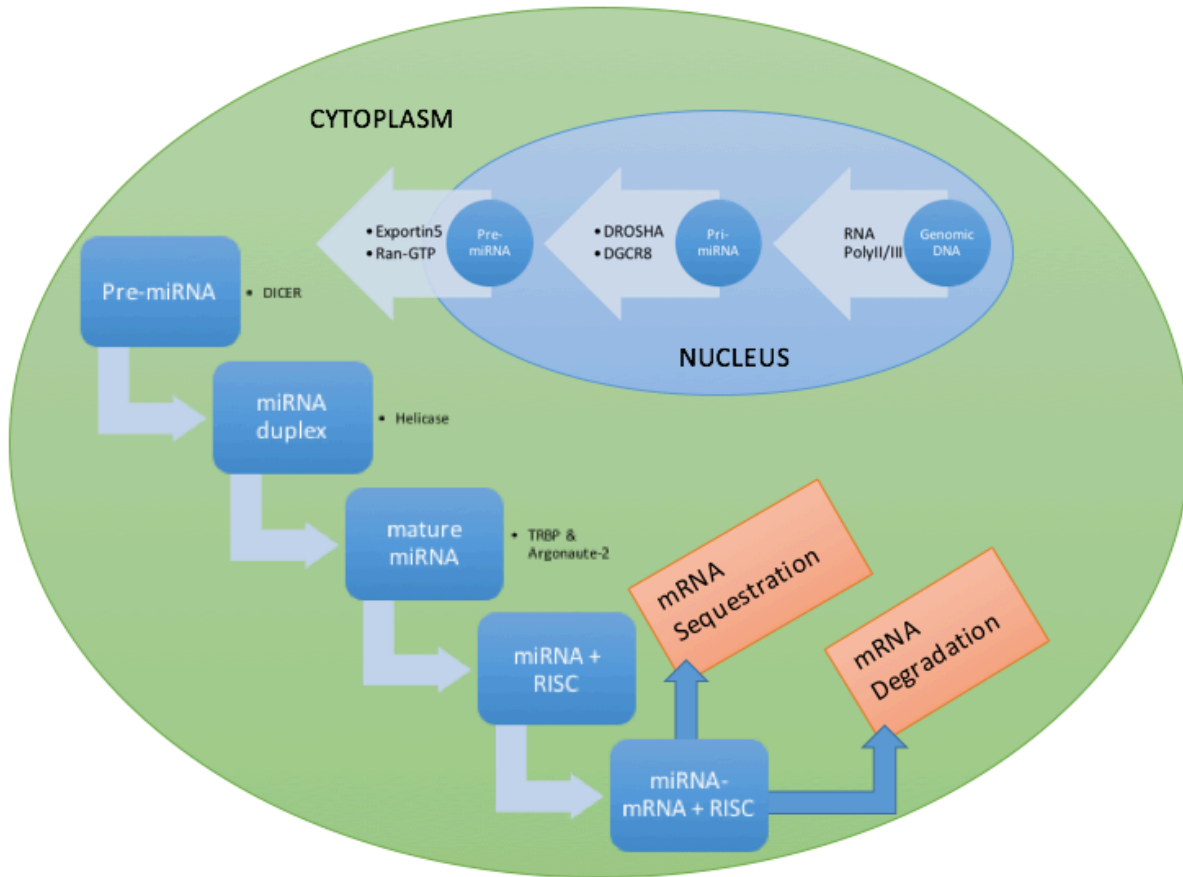 CYTOPLASM
• Exportin5
• Ran-GTP
Pre-
miRNA
• DROSHA
• DGCR8
Pri-
miRNA
RNA
PolyII/III
Genomic
DNA
NUCLEUS
Pre-miRNA
• DICER
miRNA
duplex
• Helicase
mature
miRNA
• TRBP &
Argonaute-2
miRNA +
RISC
miRNA-
mRNA + RISC
mRNA
Sequestration
mRNA
Degradation